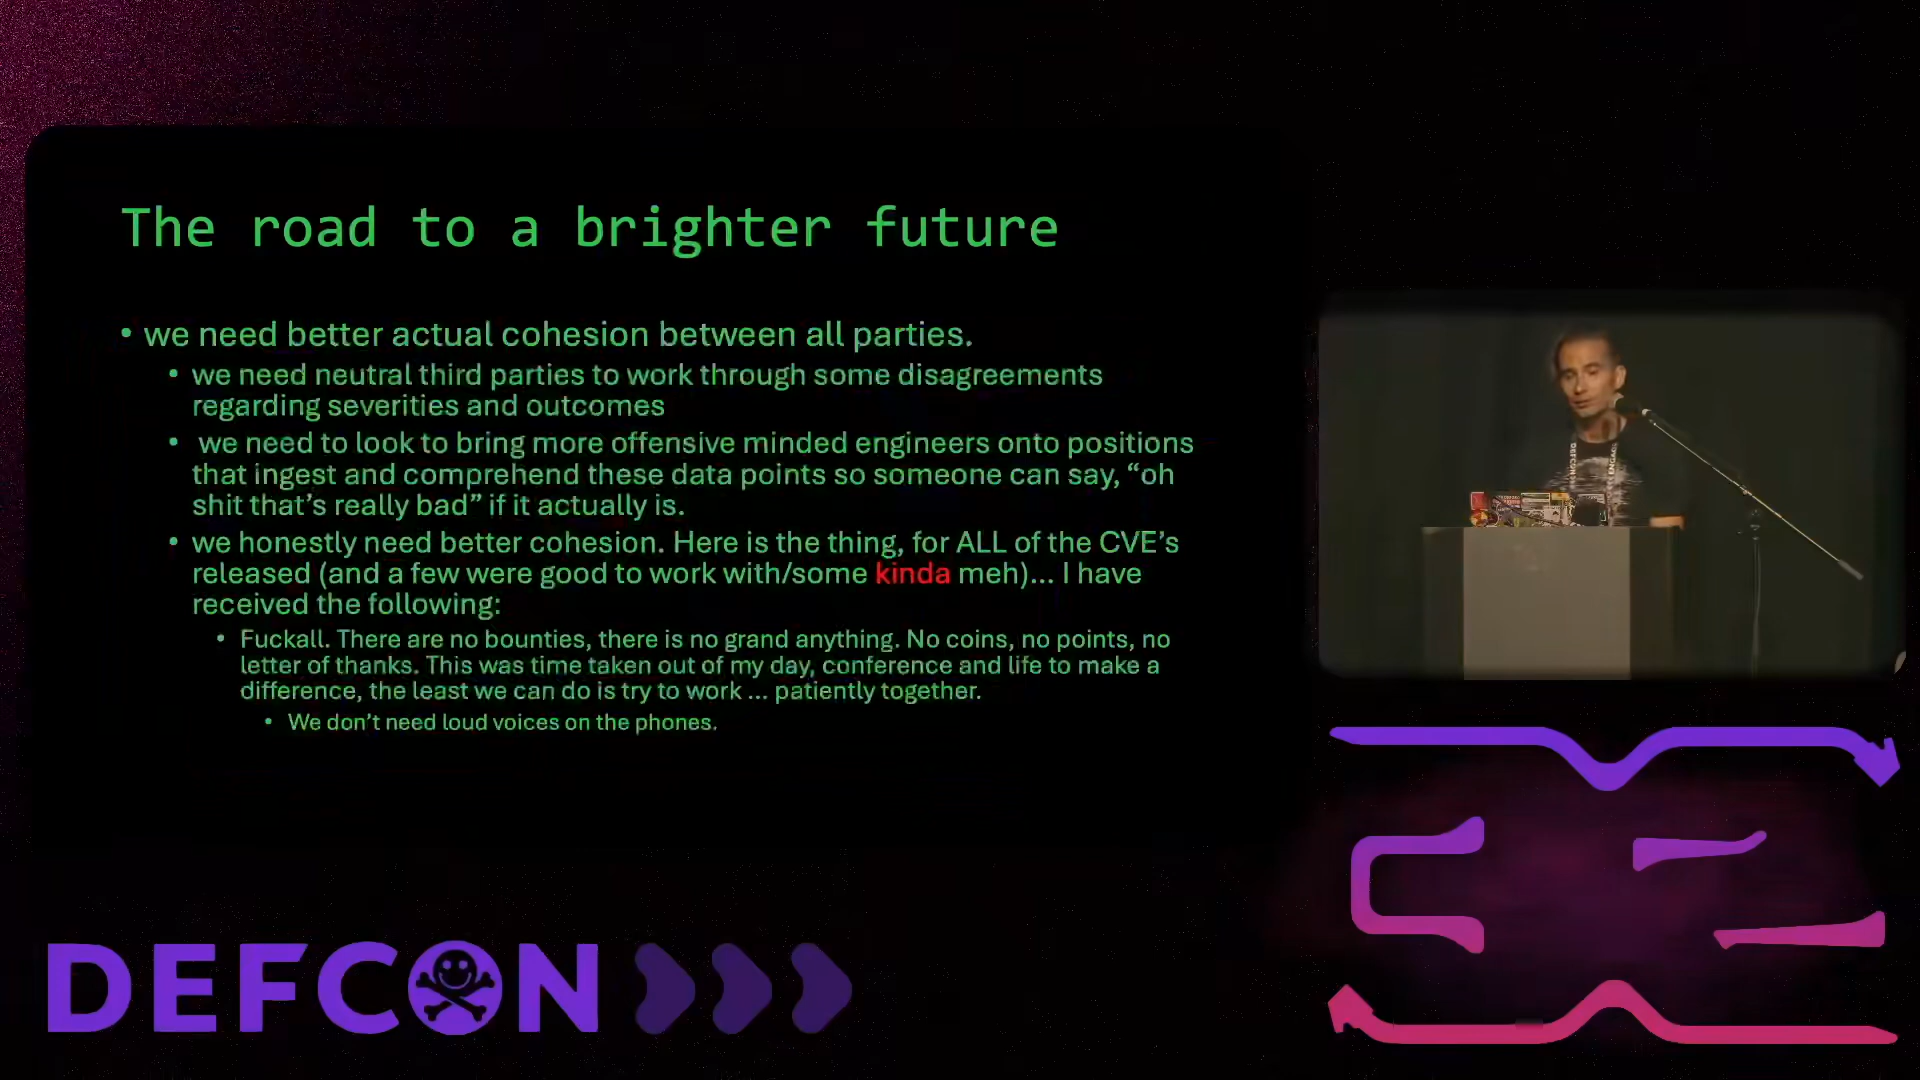 The road to a brighter future
• we need better actual cohesion between all parties.
• we need neutral third parties to work through some disagreements
regarding severities and outcomes
• we need to look to bring more offensive minded engineers onto positions
that ingest and comprehend these data points so someone can say, “oh
shit that’s really bad” if it actually is.
• we honestly need better cohesion. Here is the thing, for ALL of the CVE’s
released (and a few were good to work with/some kinda meh)... I have
received the following:
• Fuckall. There are no bounties, there is no grand anything. No coins, no points, no
letter of thanks. This was time taken out of my day, conference and life to make a
difference, the least we can do is try to work ... patiently together.
• We don’t need loud voices on the phones.
DEFCON
DEFCON
ENGAGE